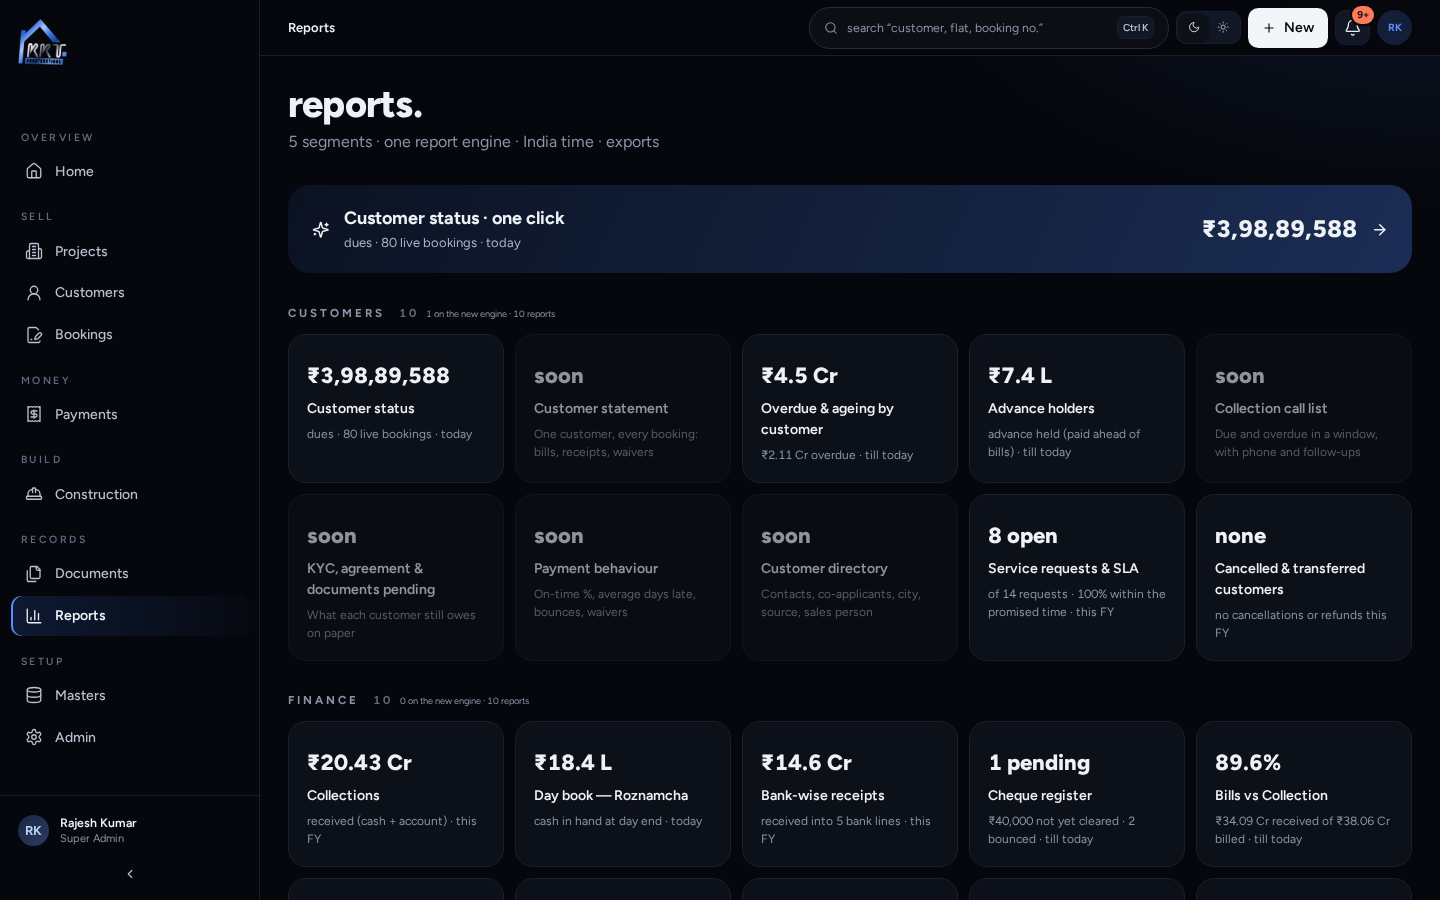 Reports
search “customer, flat, booking no.”
Ctrl K
New
9+
RK
OVERVIEW
Home
SELL
Projects
Customers
Bookings
MONEY
Payments
BUILD
Construction
RECORDS
Documents
Reports
SETUP
Masters
Admin
RK
Rajesh Kumar
Super Admin
reports.
5 segments · one report engine · India time · exports
Customer status · one click
dues · 80 live bookings · today
₹3,98,89,588
CUSTOMERS 10 1 on the new engine · 10 reports
₹3,98,89,588
Customer status
dues · 80 live bookings · today
soon
Customer statement
One customer, every booking:
bills, receipts, waivers
₹4.5 Cr
Overdue & ageing by
customer
₹2.11 Cr overdue · till today
₹7.4 L
Advance holders
advance held (paid ahead of
bills) · till today
soon
Collection call list
Due and overdue in a window,
with phone and follow-ups
soon
KYC, agreement &
documents pending
What each customer still owes
on paper
soon
Payment behaviour
On-time %, average days late,
bounces, waivers
soon
Customer directory
Contacts, co-applicants, city,
source, sales person
8 open
Service requests & SLA
of 14 requests · 100% within the
promised time · this FY
none
Cancelled & transferred
customers
no cancellations or refunds this
FY
FINANCE 10 0 on the new engine · 10 reports
₹20.43 Cr
Collections
received (cash + account) · this
FY
₹18.4 L
Day book — Roznamcha
cash in hand at day end · today
₹14.6 Cr
Bank-wise receipts
received into 5 bank lines · this
FY
1 pending
Cheque register
₹40,000 not yet cleared · 2
bounced · till today
89.6%
Bills vs Collection
₹34.09 Cr received of ₹38.06 Cr
billed · till today